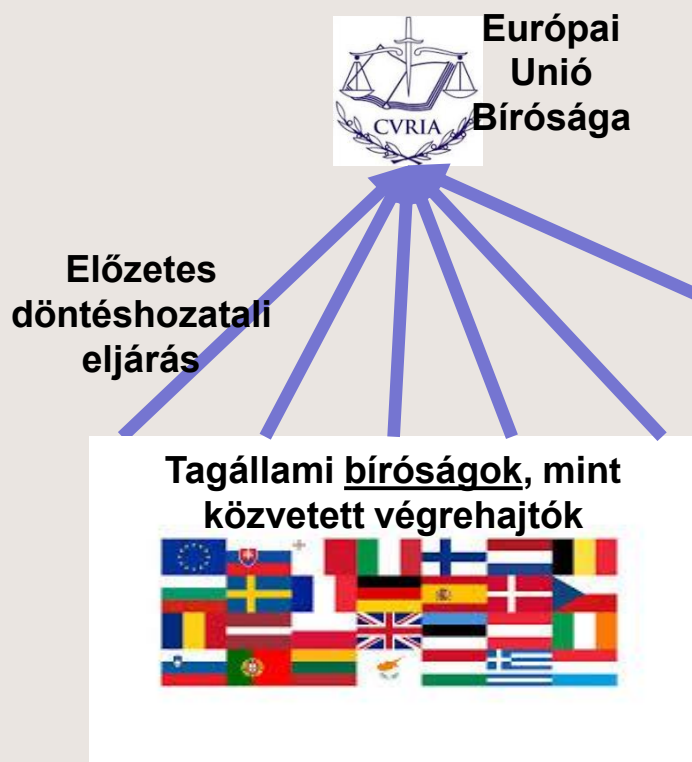 Európai
Unió
Bírósága
CVRIA
Előzetes
döntéshozatali
eljárás
Tagállami bíróságok, mint
közvetett végrehajtók